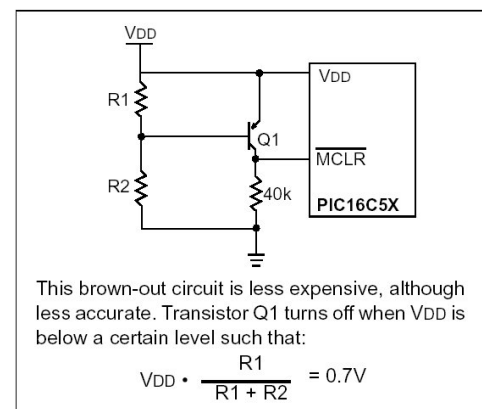 VDD
R1
R2
Q1
40k
VDD
MCLR
PIC16C5X
This brown-out circuit is less expensive, although
less accurate. Transistor Q1 turns off when VDD is
below a certain level such that:
VDD • R1 / R1 + R2 = 0.7V